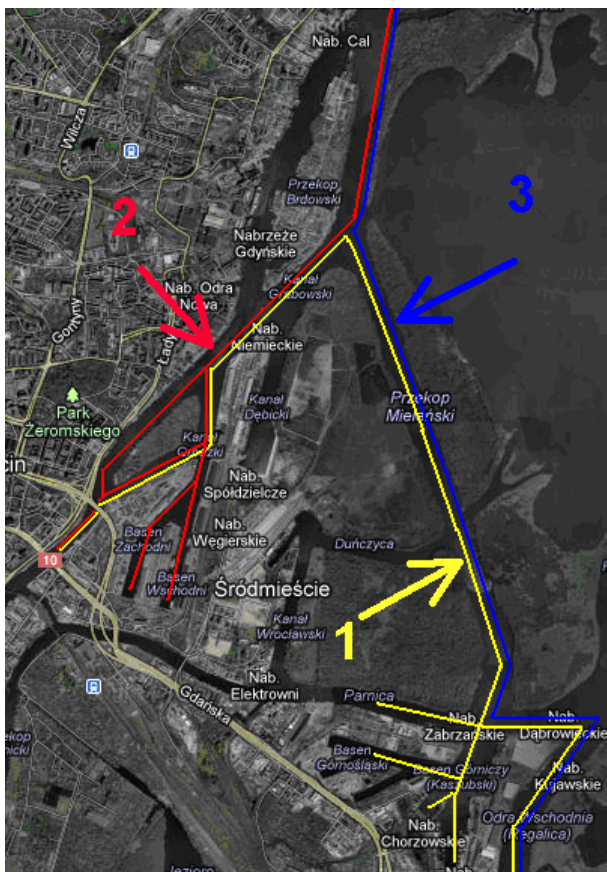 Nab. Cal
Wilcza
Przekop
Brdowski
2
3
Nabrzeże
Gdyńskie
Kanał
Grabowski
Nab. Odra
Nowa
Gontyny
Łady
Nab.
Niemieckie
Park
Żeromskiego
Kanał
Dębicki
Przekop
Mieleński
cin
Kanał
Nab.
Spółdzielcze
Basen
Zachodni
Nab.
Węgierskie
10
Basen
Wschodni
Duńczyca
Śródmieście
1
Kanał
Wrocławski
Nab.
Elektrowni
Gdańska
Parnica
Nab.
Zabrzańskie
Nab.
Dąbrowieckie
Basen
Górnośląski
Basen Górniczy
(Kaszubski)
Nab.
Kujawskie
Odra Wschodnia
(Regalica)
Nab.
Chorzowskie
Jezioro